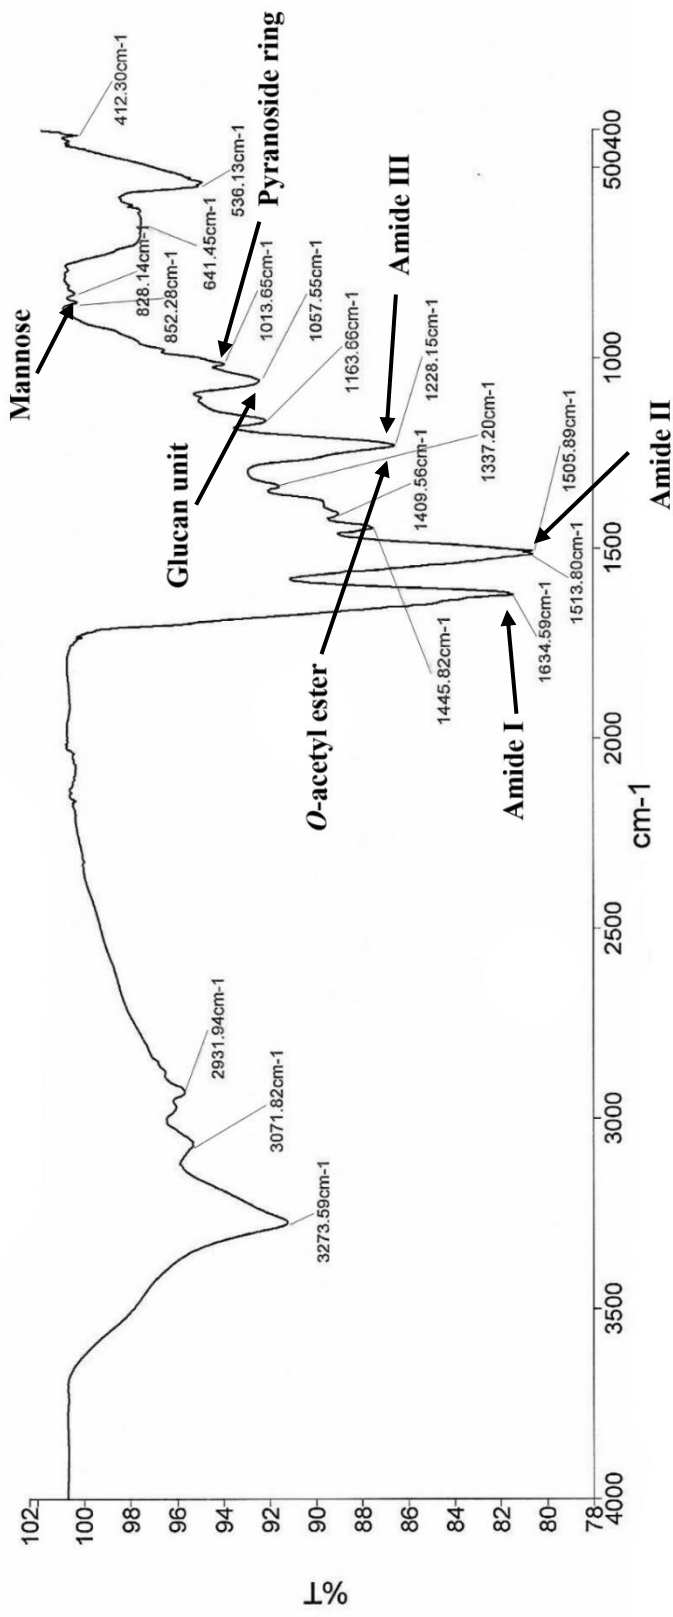 102
100
98
96
94
92
90
88
86
84
82
80
78
%T
4000
3500
3000
2500
2000
1500
1000
500400
cm-1
3273.59cm-1
3071.82cm-1
2931.94cm-1
1634.59cm-1
1513.80cm-1
1505.89cm-1
1445.82cm-1
1409.56cm-1
1337.20cm-1
1228.15cm-1
1163.66cm-1
1057.55cm-1
1013.65cm-1
852.28cm-1
828.14cm-1
641.45cm-1
536.13cm-1
412.30cm-1
Amide I
Amide II
O-acetyl ester
Amide III
Glucan unit
Pyranoside ring
Mannose